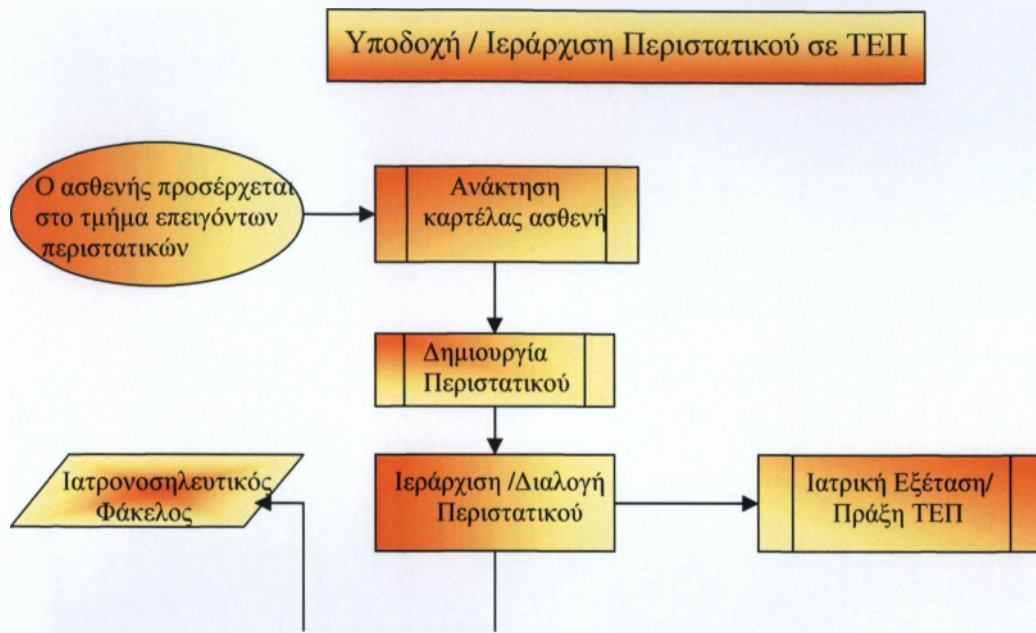 Υποδοχή / Ιεράρχιση Περιστατικού σε ΤΕΠ
Ο ασθενής προσέρχεται
στο τμήμα επειγόντων
περιστατικών
Ανάκτηση
καρτέλας ασθενή
Δημιουργία
Περιστατικού
Ιατρονοσηλευτικός
Φάκελος
Ιεράρχιση /Διαλογή
Περιστατικού
Ιατρική Εξέταση/
Πράξη ΤΕΠ